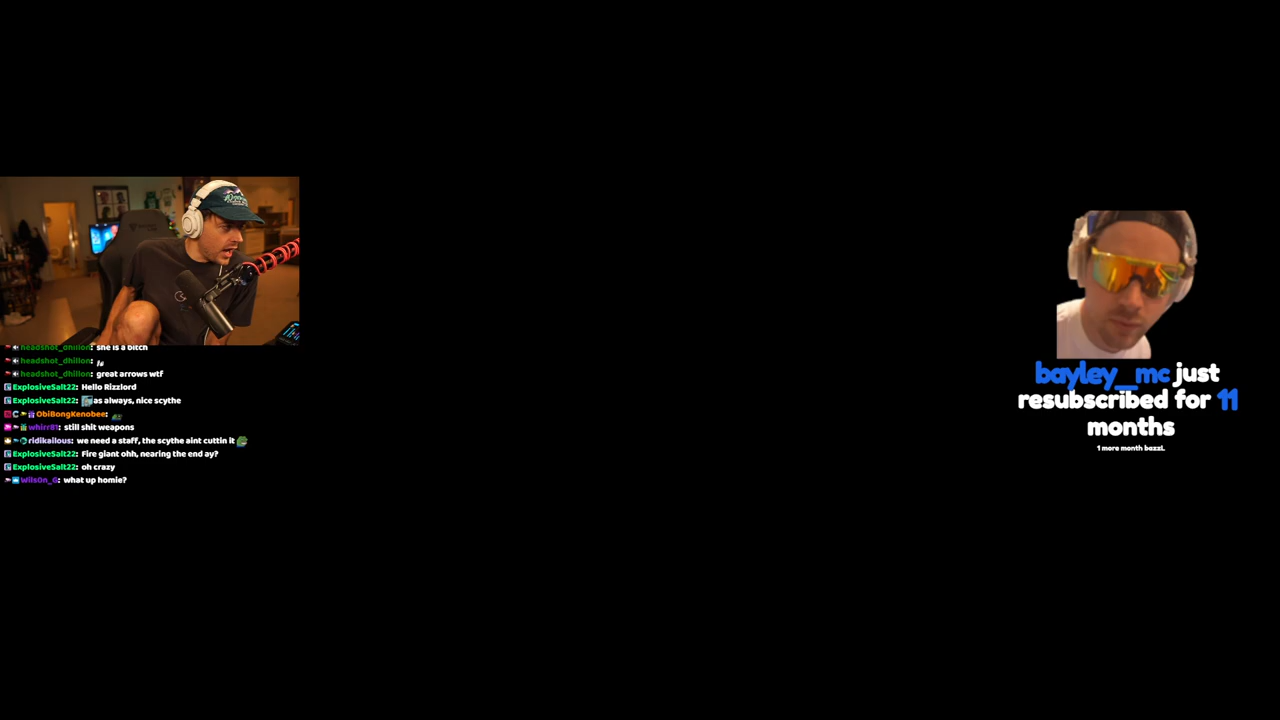 headshot_dhillon: she is a bitch
headshot_dhillon:
headshot_dhillon: great arrows wtf
ExplosiveSalt22: Hello Rizzlord
ExplosiveSalt22: as always, nice scythe
ObiBongKenobee:
whirr81: still shit weapons
ridikailous: we need a staff, the scythe aint cuttin it
ExplosiveSalt22: Fire giant ohh, nearing the end ay?
ExplosiveSalt22: oh crazy
WilsOn_G: what up homie?
bayley_mc just
resubscribed for 11
months
1 more month bazzi.